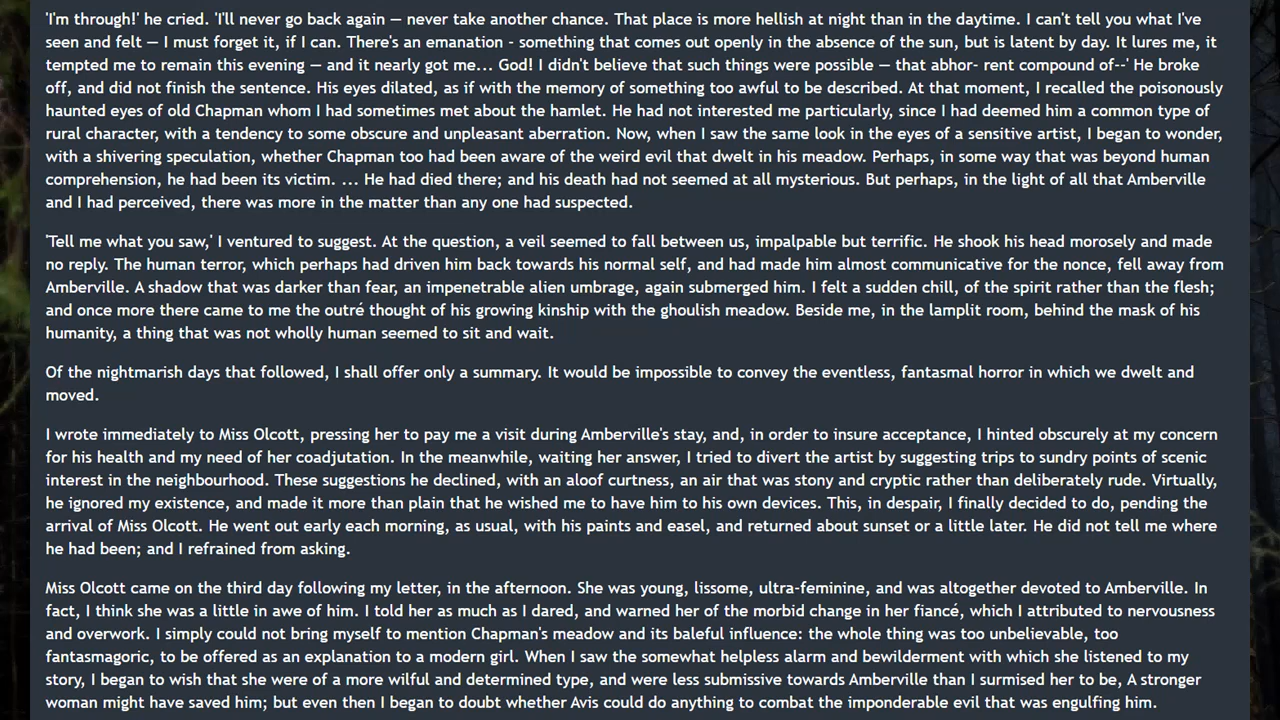 'I'm through!' he cried. 'I'll never go back again — never take another chance. That place is more hellish at night than in the daytime. I can't tell you what I've
seen and felt — I must forget it, if I can. There's an emanation - something that comes out openly in the absence of the sun, but is latent by day. It lures me, it
tempted me to remain this evening — and it nearly got me... God! I didn't believe that such things were possible — that abhor- rent compound of--' He broke
off, and did not finish the sentence. His eyes dilated, as if with the memory of something too awful to be described. At that moment, I recalled the poisonously
haunted eyes of old Chapman whom I had sometimes met about the hamlet. He had not interested me particularly, since I had deemed him a common type of
rural character, with a tendency to some obscure and unpleasant aberration. Now, when I saw the same look in the eyes of a sensitive artist, I began to wonder,
with a shivering speculation, whether Chapman too had been aware of the weird evil that dwelt in his meadow. Perhaps, in some way that was beyond human
comprehension, he had been its victim. ... He had died there; and his death had not seemed at all mysterious. But perhaps, in the light of all that Amberville
and I had perceived, there was more in the matter than any one had suspected.
'Tell me what you saw,' I ventured to suggest. At the question, a veil seemed to fall between us, impalpable but terrific. He shook his head morosely and made
no reply. The human terror, which perhaps had driven him back towards his normal self, and had made him almost communicative for the nonce, fell away from
Amberville. A shadow that was darker than fear, an impenetrable alien umbrage, again submerged him. I felt a sudden chill, of the spirit rather than the flesh;
and once more there came to me the outré thought of his growing kinship with the ghoulish meadow. Beside me, in the lamplit room, behind the mask of his
humanity, a thing that was not wholly human seemed to sit and wait.
Of the nightmarish days that followed, I shall offer only a summary. It would be impossible to convey the eventless, fantasmal horror in which we dwelt and
moved.
I wrote immediately to Miss Olcott, pressing her to pay me a visit during Amberville's stay, and, in order to insure acceptance, I hinted obscurely at my concern
for his health and my need of her coadjutation. In the meanwhile, waiting her answer, I tried to divert the artist by suggesting trips to sundry points of scenic
interest in the neighbourhood. These suggestions he declined, with an aloof curtness, an air that was stony and cryptic rather than deliberately rude. Virtually,
he ignored my existence, and made it more than plain that he wished me to have him to his own devices. This, in despair, I finally decided to do, pending the
arrival of Miss Olcott. He went out early each morning, as usual, with his paints and easel, and returned about sunset or a little later. He did not tell me where
he had been; and I refrained from asking.
Miss Olcott came on the third day following my letter, in the afternoon. She was young, lissome, ultra-feminine, and was altogether devoted to Amberville. In
fact, I think she was a little in awe of him. I told her as much as I dared, and warned her of the morbid change in her fiancé, which I attributed to nervousness
and overwork. I simply could not bring myself to mention Chapman's meadow and its baleful influence: the whole thing was too unbelievable, too
fantasmagoric, to be offered as an explanation to a modern girl. When I saw the somewhat helpless alarm and bewilderment with which she listened to my
story, I began to wish that she were of a more wilful and determined type, and were less submissive towards Amberville than I surmised her to be, A stronger
woman might have saved him; but even then I began to doubt whether Avis could do anything to combat the imponderable evil that was engulfing him.